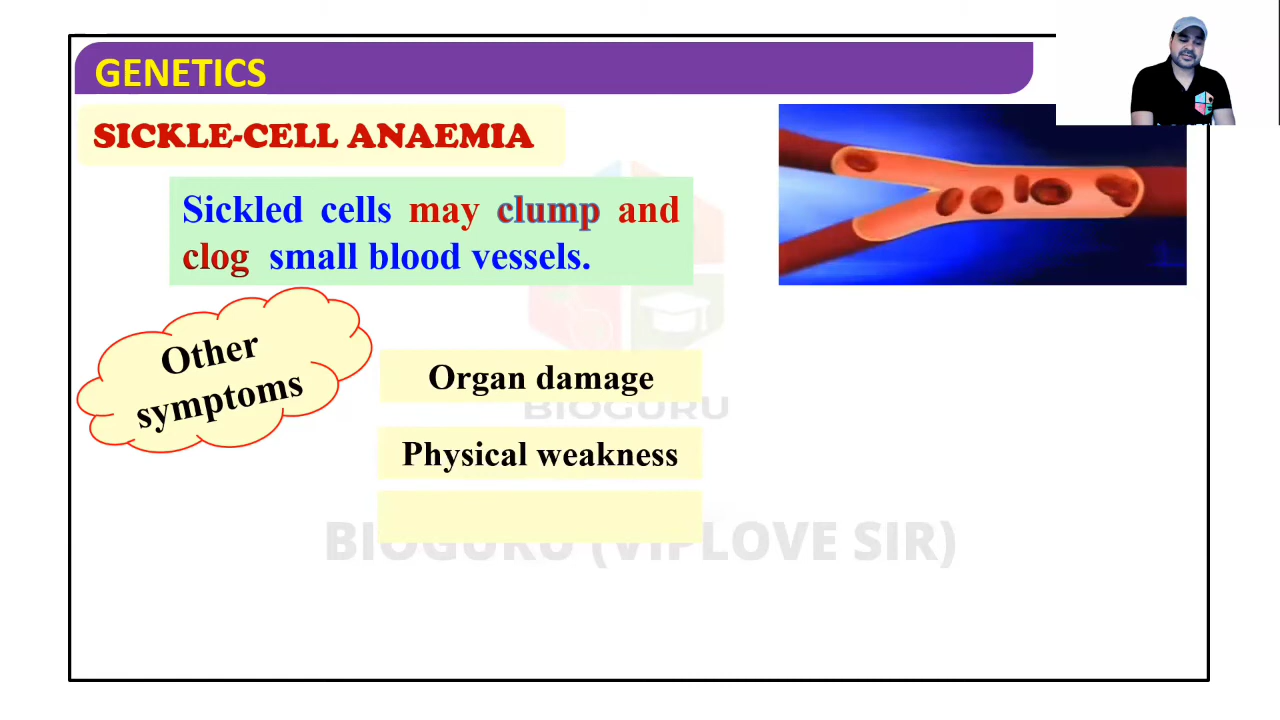 GENETICS
SICKLE-CELL ANAEMIA
Sickled cells may clump and
clog small blood vessels.
Other
symptoms
Organ damage
BIOGURU
Physical weakness
BIOGURU (VIPLOVE SIR)